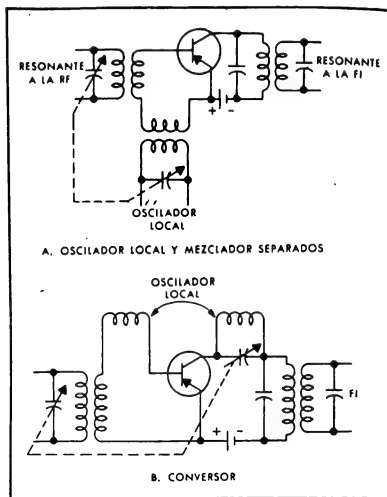 RESONANTE
A LA RF
RESONANTE
A LA FI
+ -
OSCILADOR
LOCAL
A. OSCILADOR LOCAL Y MEZCLADOR SEPARADOS
OSCILADOR
LOCAL
FI
+ -
B. CONVERSOR